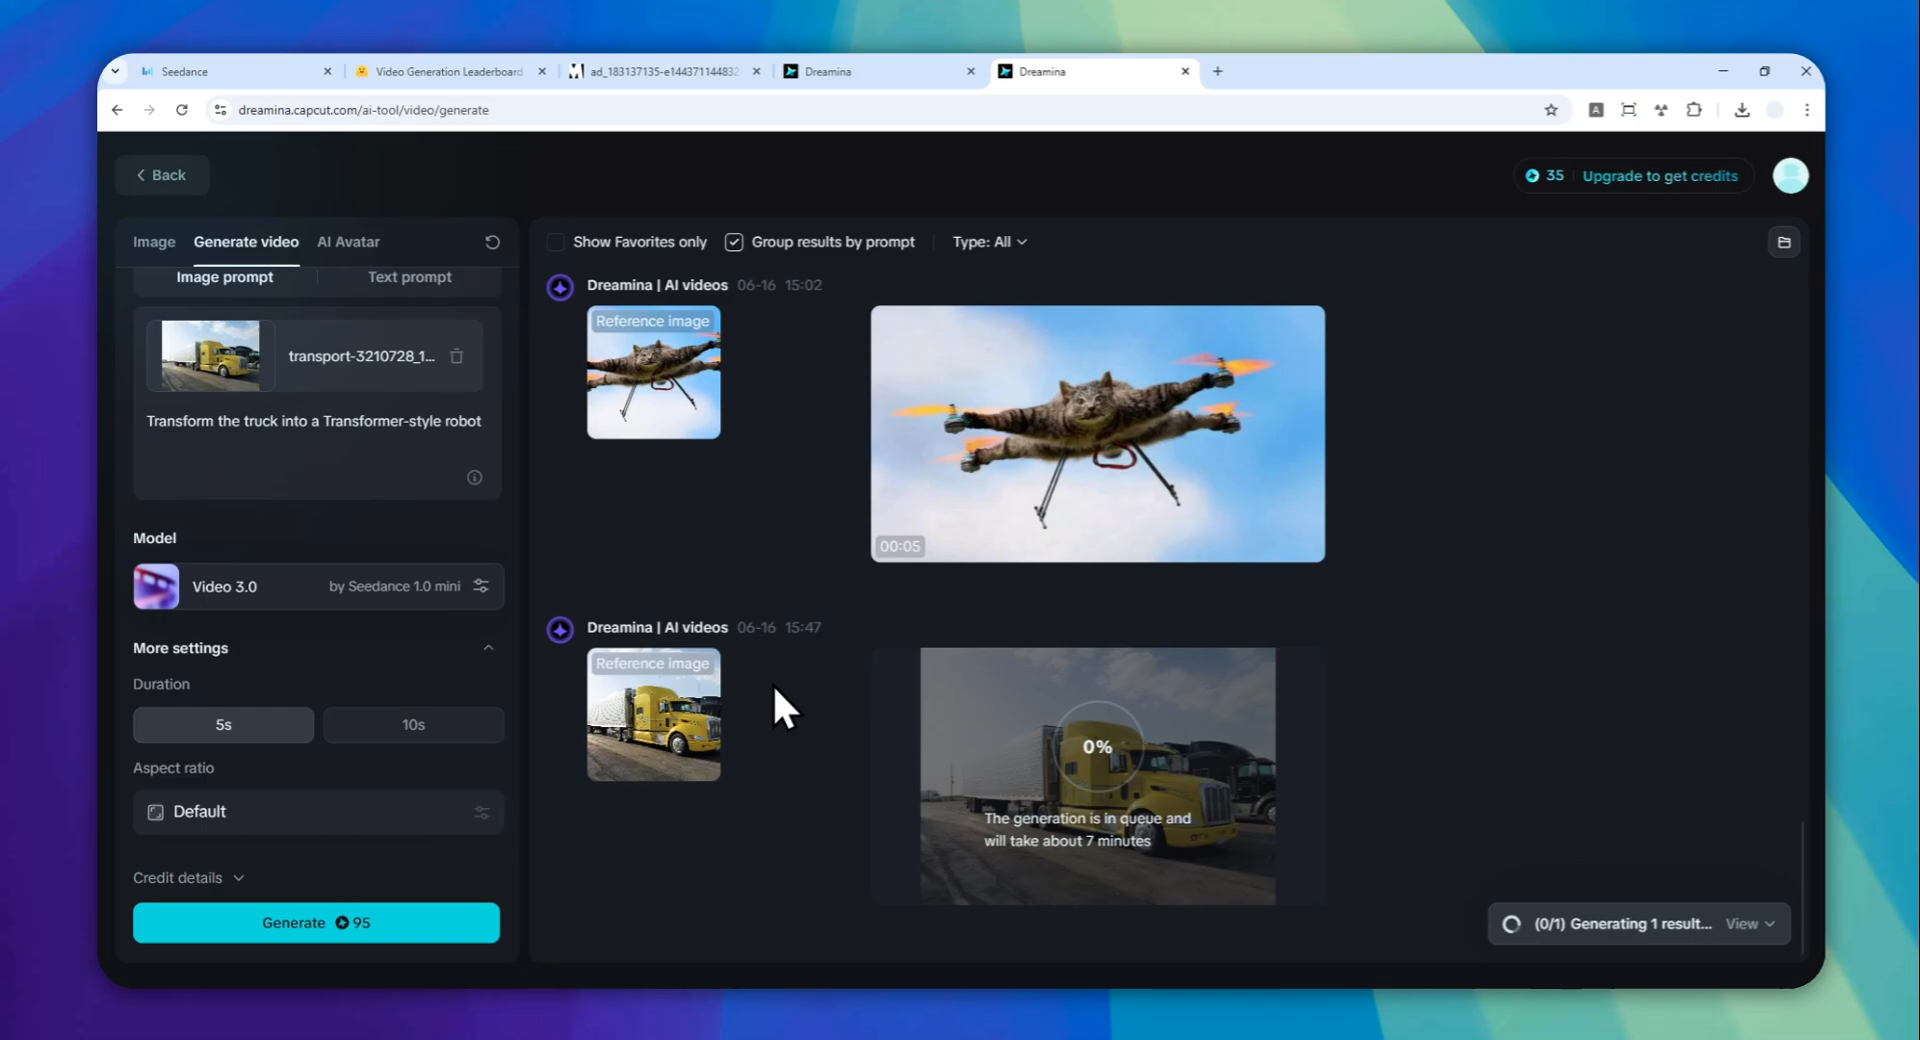 Seedance
Video Generation Leaderboard
ad_183137135-e144371144832
Dreamina
Dreamina
dreamina.capcut.com/ai-tool/video/generate
Back
35
Upgrade to get credits
Image
Generate video
AI Avatar
Show Favorites only
Group results by prompt
Type: All
Image prompt
Text prompt
Dreamina | AI videos 06-16 15:02
Reference image
transport-3210728_1...
Transform the truck into a Transformer-style robot
00:05
Model
Video 3.0
by Seedance 1.0 mini
Dreamina | AI videos 06-16 15:47
More settings
Reference image
Duration
5s
10s
0%
Aspect ratio
Default
The generation is in queue and
will take about 7 minutes
Credit details
Generate 95
(0/1) Generating 1 result...
View